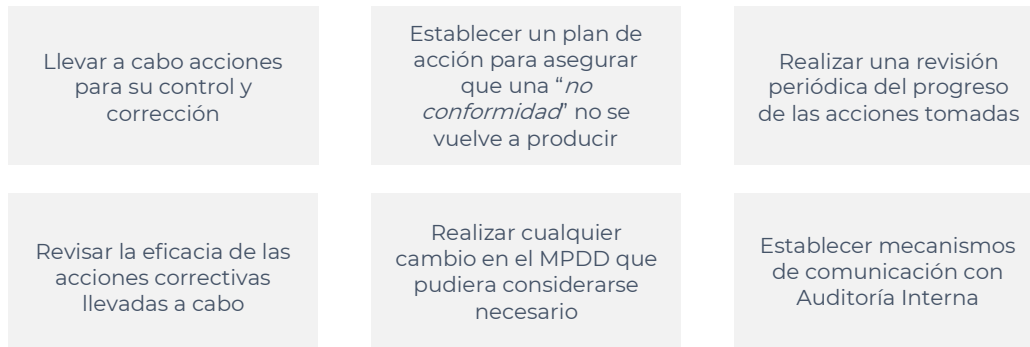 Llevar a cabo acciones
para su control y
corrección
Establecer un plan de
acción para asegurar
que una “no
conformidad” no se
vuelve a producir
Realizar una revisión
periódica del progreso
de las acciones tomadas
Revisar la eficacia de las
acciones correctivas
llevadas a cabo
Realizar cualquier
cambio en el MPDD que
pudiera considerarse
necesario
Establecer mecanismos
de comunicación con
Auditoría Interna